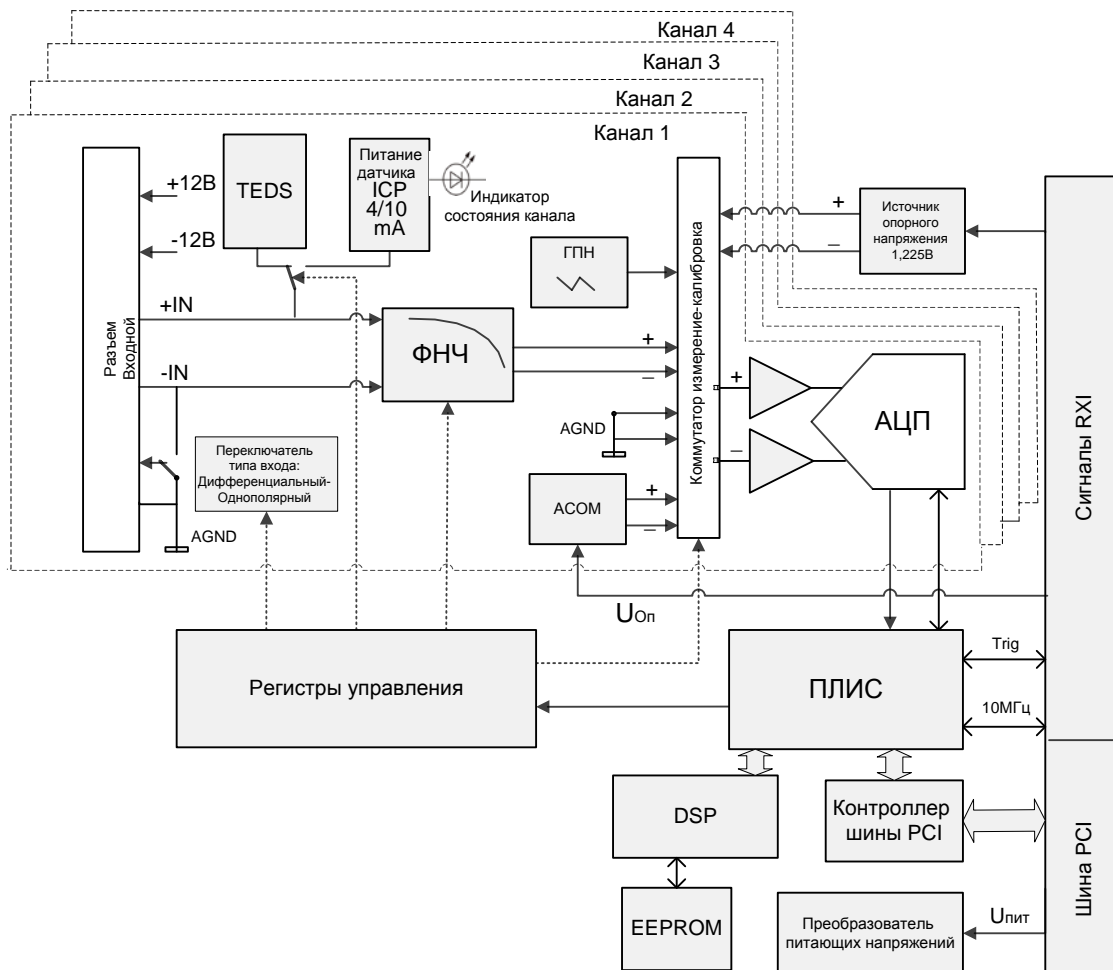 Канал 4
Канал 3
Канал 2
Канал 1
Разъем
Входной
+12В
-12В
+IN
-IN
TEDS
Питание
датчика
ICP
4/10
mA
Индикатор
состояния канала
ГПН
ФНЧ
+
–
Коммутатор измерение-калибровка
+
–
Источник
опорного
напряжения
1,225В
+
–
АЦП
AGND
ACOM
+
–
Переключатель
типа входа:
Дифференциальный-
Однополярный
AGND
UОп
Регистры управления
ПЛИС
Trig
10МГц
Сигналы RXI
DSP
Контроллер
шины PCI
Шина PCI
EEPROM
Преобразователь
питающих напряжений
Uпит